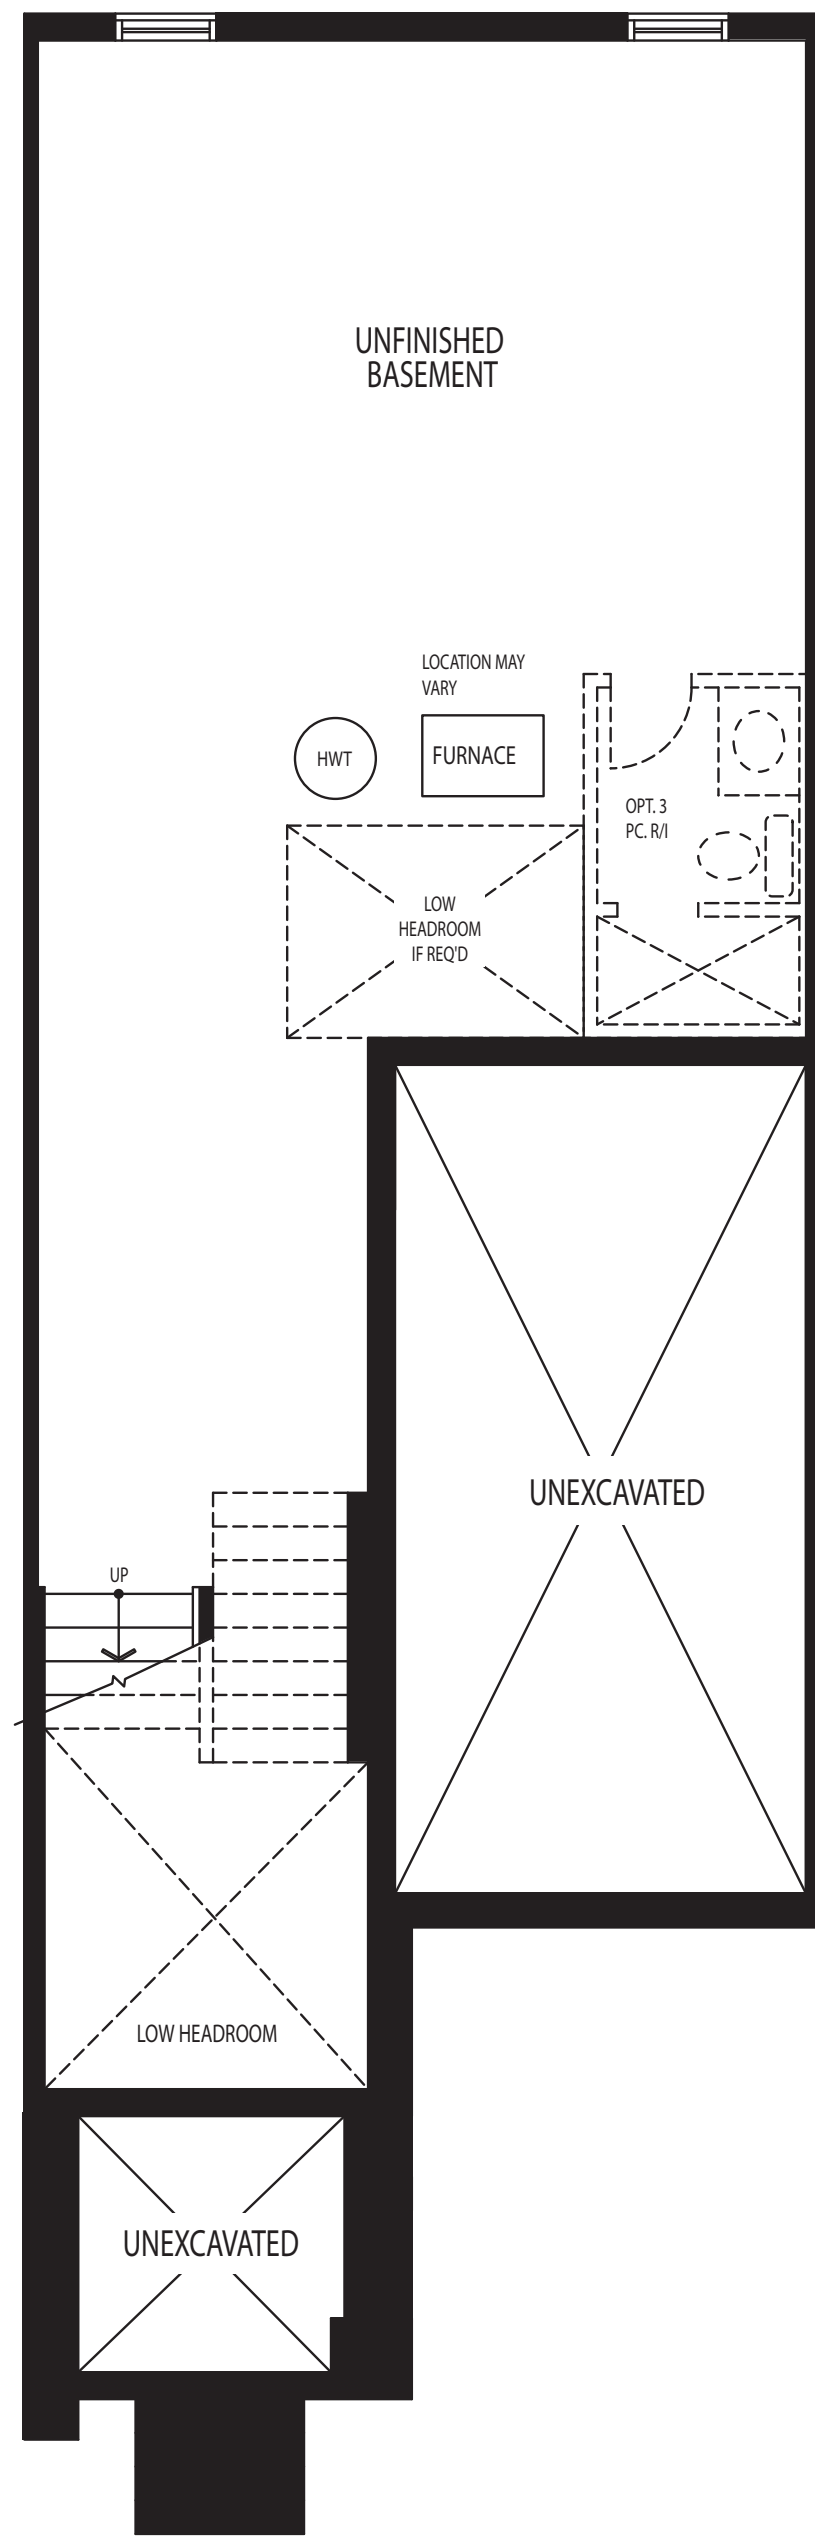 UNFINISHED
BASEMENT
LOCATION MAY
VARY
HWT
FURNACE
OPT. 3
PC. R/I
LOW
HEADROOM
IF REQ'D
UNEXCAVATED
UP
LOW HEADROOM
UNEXCAVATED